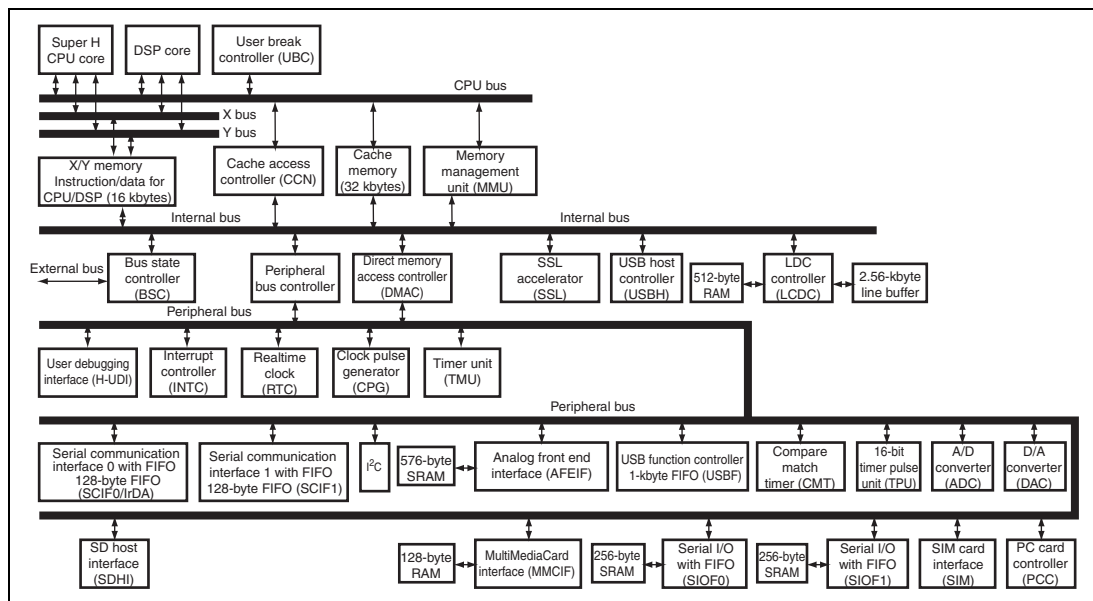 Super H
CPU core
DSP core
User break
controller (UBC)
CPU bus
X bus
Y bus
X/Y memory
Instruction/data for
CPU/DSP (16 kbytes)
Cache access
controller (CCN)
Cache
memory
(32 kbytes)
Memory
management
unit (MMU)
Internal bus
Internal bus
External bus
Bus state
controller
(BSC)
Peripheral
bus controller
Direct memory
access controller
(DMAC)
SSL
accelerator
(SSL)
USB host
controller
(USBH)
512-byte
RAM
LDC
controller
(LCDC)
2.56-kbyte
line buffer
Peripheral bus
User debugging
interface (H-UDI)
Interrupt
controller
(INTC)
Realtime
clock
(RTC)
Clock pulse
generator
(CPG)
Timer unit
(TMU)
Peripheral bus
Serial communication
interface 0 with FIFO
128-byte FIFO
(SCIF0/IrDA)
Serial communication
interface 1 with FIFO
128-byte FIFO (SCIF1)
I²C
576-byte
SRAM
Analog front end
interface (AFEIF)
USB function controller
1-kbyte FIFO (USBF)
Compare
match
timer (CMT)
16-bit
timer pulse
unit (TPU)
A/D
converter
(ADC)
D/A
converter
(DAC)
SD host
interface
(SDHI)
128-byte
RAM
MultiMediaCard
interface (MMCIF)
256-byte
SRAM
Serial I/O
with FIFO
(SIOF0)
256-byte
SRAM
Serial I/O
with FIFO
(SIOF1)
SIM card
interface
(SIM)
PC card
controller
(PCC)